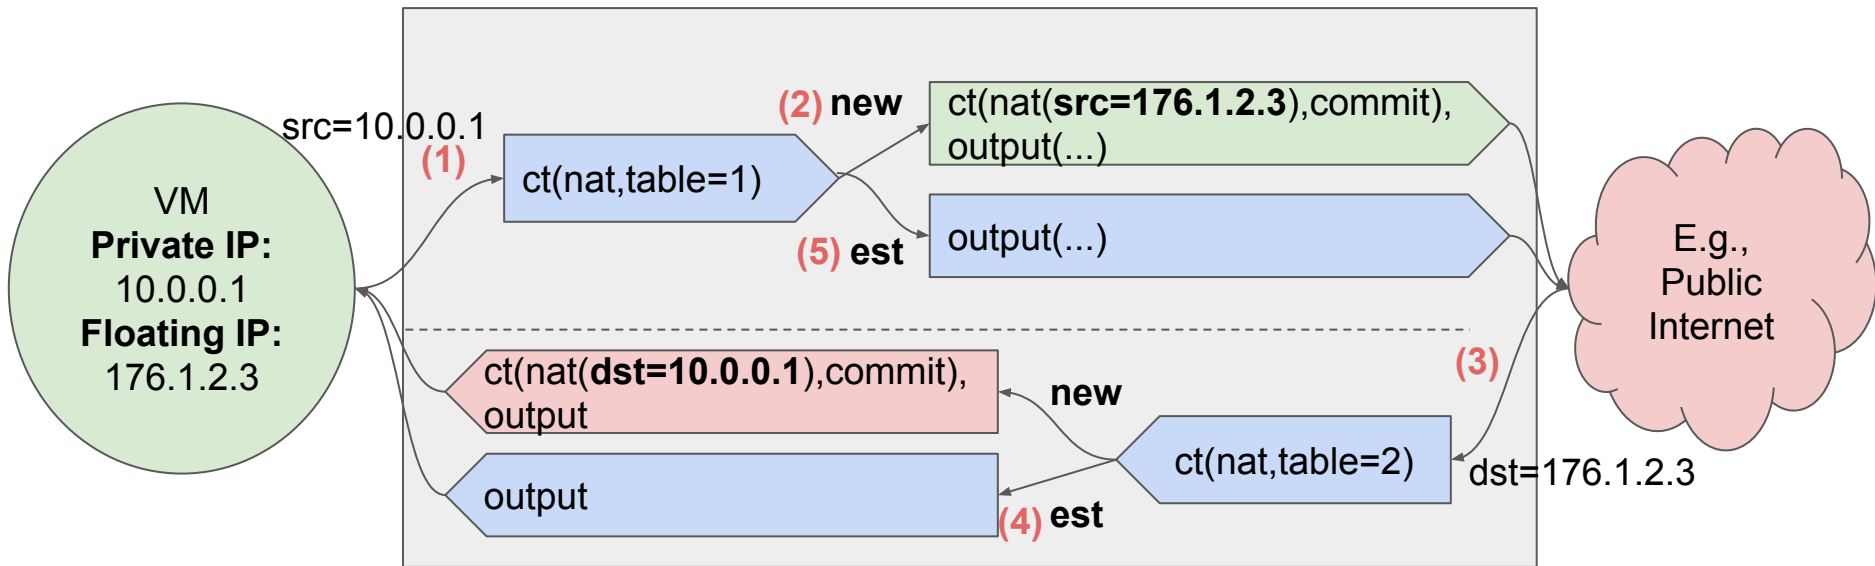 src=10.0.0.1
(1)
VM
Private IP:
10.0.0.1
Floating IP:
176.1.2.3
ct(nat,table=1)
(2) new
ct(nat(src=176.1.2.3),commit),
output(...)
(5) est
output(...)
E.g.,
Public
Internet
(3)
dst=176.1.2.3
ct(nat,table=2)
new
ct(nat(dst=10.0.0.1),commit),
output
(4) est
output